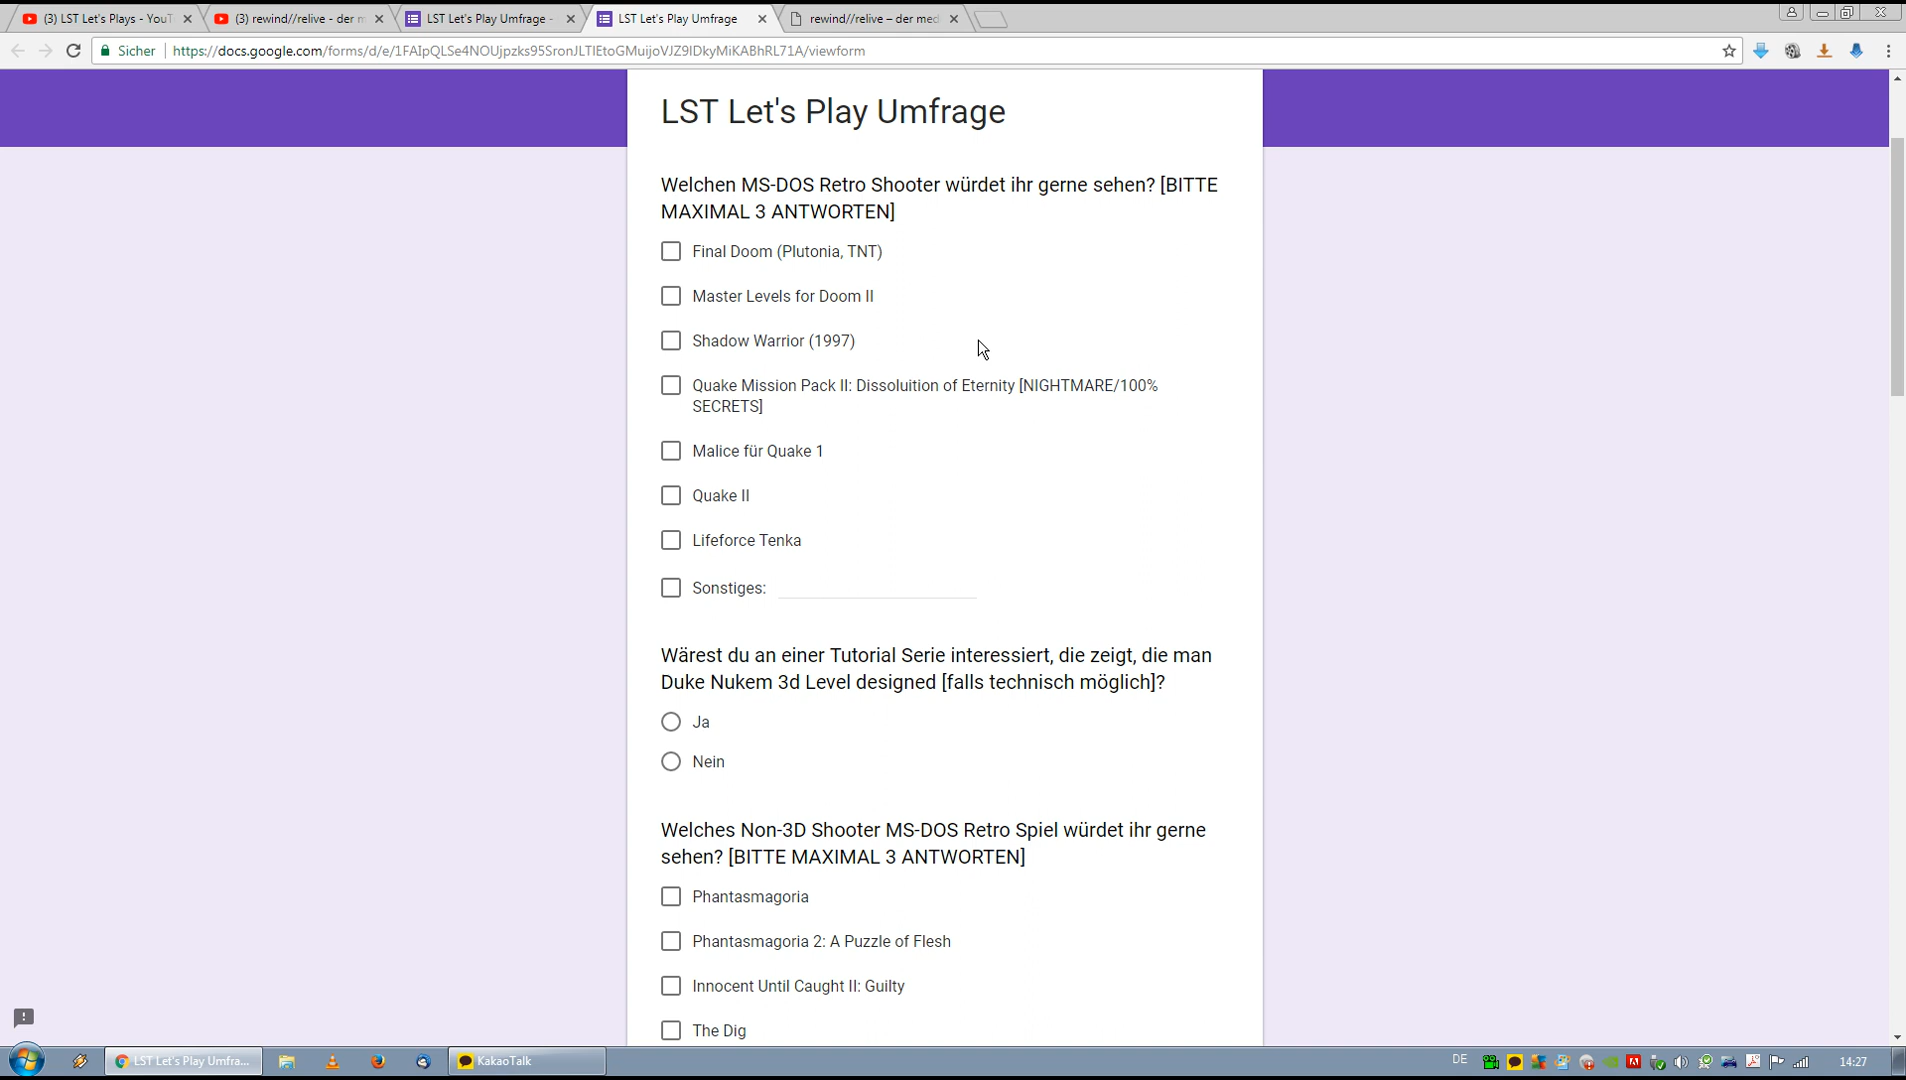 (3) LST Let's Plays - YouT
(3) rewind//relive - der m
LST Let's Play Umfrage -
LST Let's Play Umfrage
rewind//relive – der med
Sicher
https://docs.google.com/forms/d/e/1FAIpQLSe4NOUjpzks95SronJLTlEtoGMuijoVJZ9IDkyMiKABhRL71A/viewform
LST Let's Play Umfrage
Welchen MS-DOS Retro Shooter würdet ihr gerne sehen? [BITTE
MAXIMAL 3 ANTWORTEN]
Final Doom (Plutonia, TNT)
Master Levels for Doom II
Shadow Warrior (1997)
Quake Mission Pack II: Dissoluition of Eternity [NIGHTMARE/100%
SECRETS]
Malice für Quake 1
Quake II
Lifeforce Tenka
Sonstiges:
Wärest du an einer Tutorial Serie interessiert, die zeigt, die man
Duke Nukem 3d Level designed [falls technisch möglich]?
Ja
Nein
Welches Non-3D Shooter MS-DOS Retro Spiel würdet ihr gerne
sehen? [BITTE MAXIMAL 3 ANTWORTEN]
Phantasmagoria
Phantasmagoria 2: A Puzzle of Flesh
Innocent Until Caught II: Guilty
The Dig
LST Let's Play Umfra...
KakaoTalk
DE
14:27